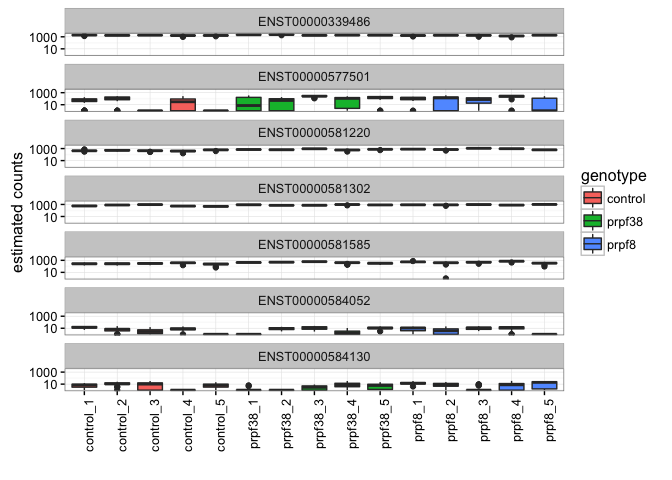 ENST00000339486
1000
10
ENST00000577501
1000
10
ENST00000581220
1000
10
ENST00000581302
1000
10
ENST00000581585
1000
10
ENST00000584052
1000
10
ENST00000584130
1000
10
estimated counts
control_1
control_2
control_3
control_4
control_5
prpf38_1
prpf38_2
prpf38_3
prpf38_4
prpf38_5
prpf8_1
prpf8_2
prpf8_3
prpf8_4
prpf8_5
genotype
control
prpf38
prpf8